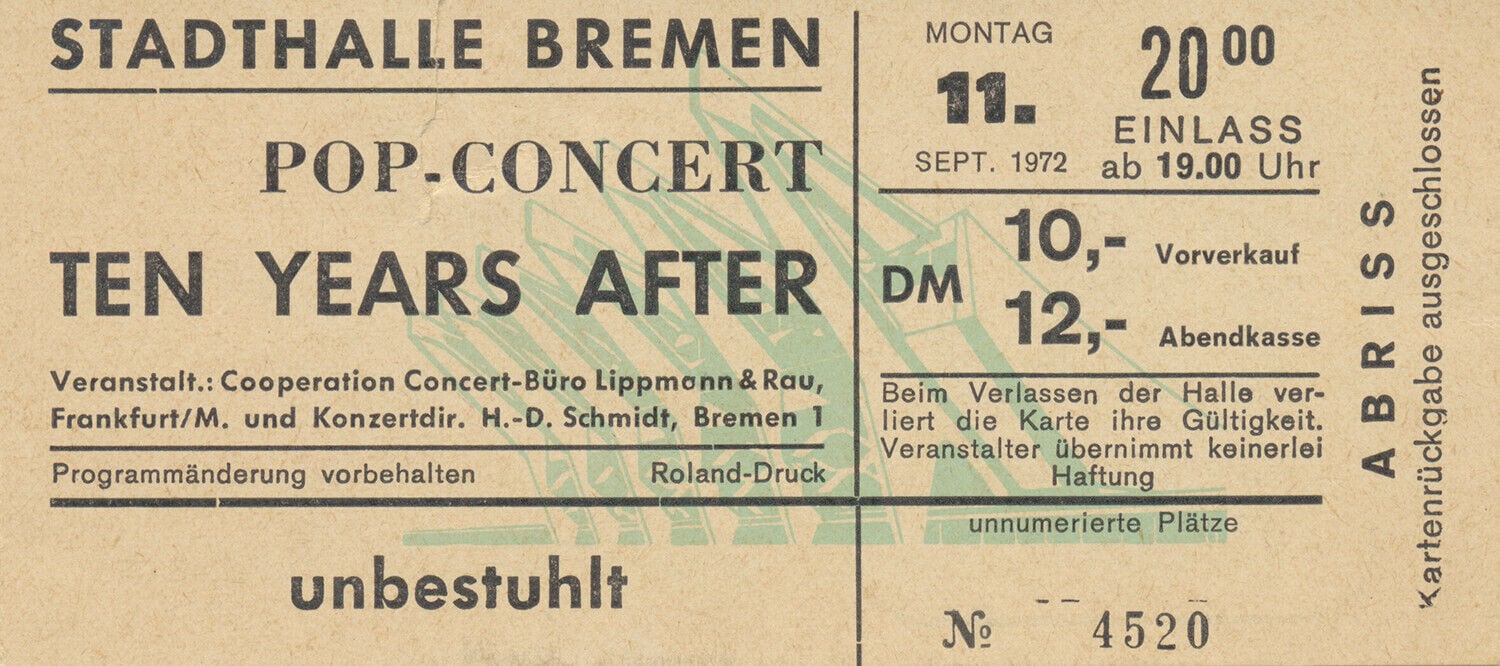 STADTHALLE BREMEN
POP-CONCERT
TEN YEARS AFTER
Veranstalt.: Cooperation Concert-Büro Lippmann & Rau,
Frankfurt/M. und Konzertdir. H.-D. Schmidt, Bremen 1
Programmänderung vorbehalten Roland-Druck
unbestuhlt
MONTAG
11.
SEPT. 1972
20 00
EINLASS
ab 19.00 Uhr
DM
10,- Vorverkauf
12,- Abendkasse
Beim Verlassen der Halle ver-
liert die Karte ihre Gültigkeit.
Veranstalter übernimmt keinerlei
Haftung
unnumerierte Plätze
№ 4520
ABRISS
Kartenrückgabe ausgeschlossen